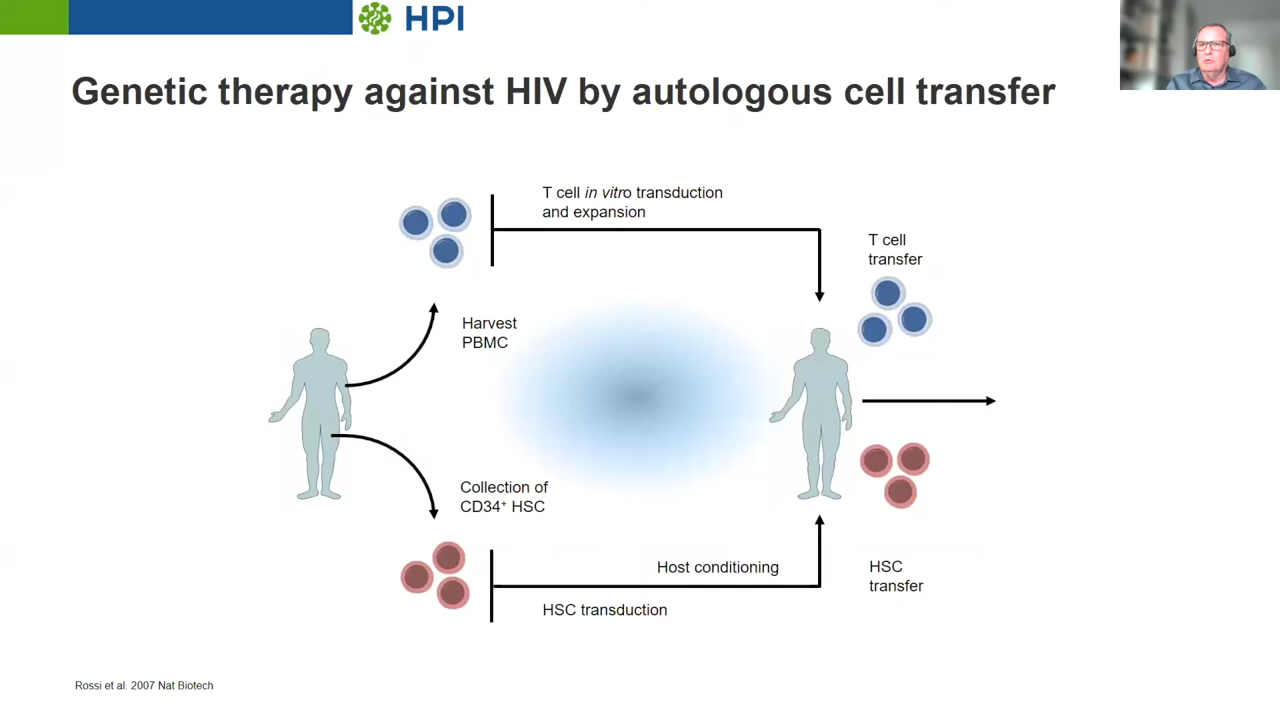 HPI
Genetic therapy against HIV by autologous cell transfer
T cell in vitro transduction
and expansion
T cell
transfer
Harvest
PBMC
Collection of
CD34⁺ HSC
Host conditioning
HSC
transfer
HSC transduction
Rossi et al. 2007 Nat Biotech